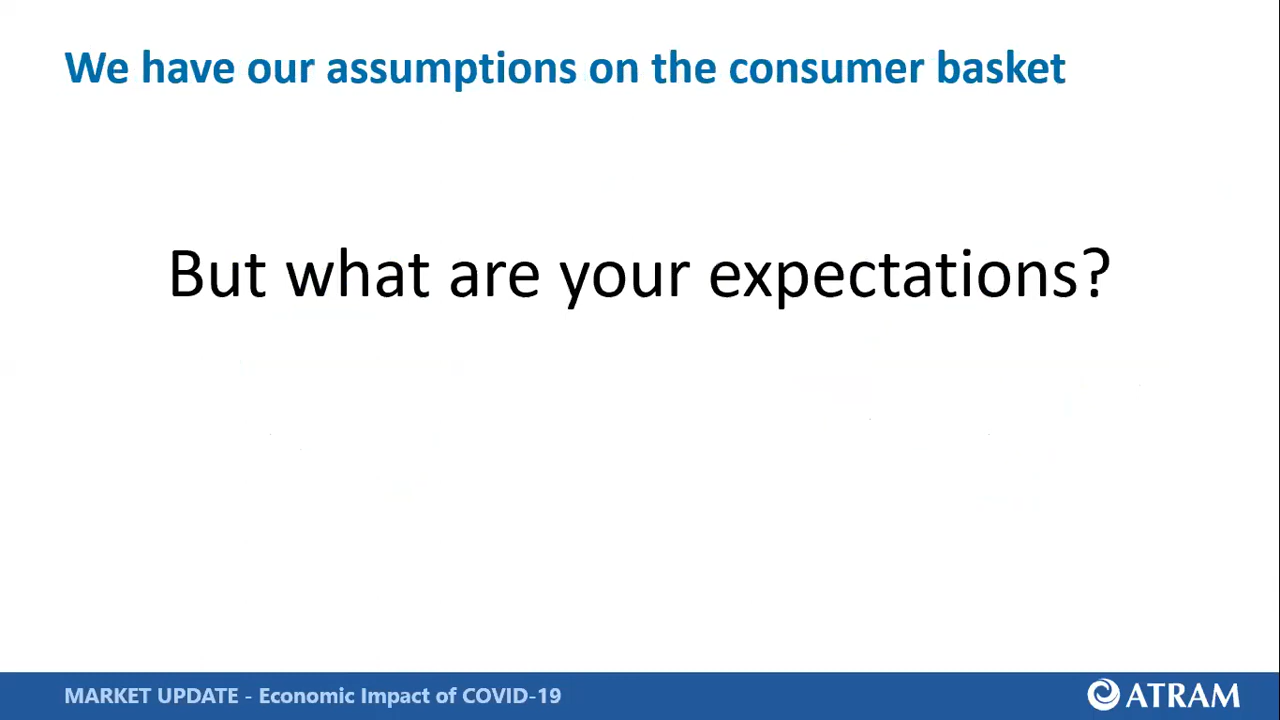 We have our assumptions on the consumer basket
But what are your expectations?
MARKET UPDATE - Economic Impact of COVID-19
ATRAM